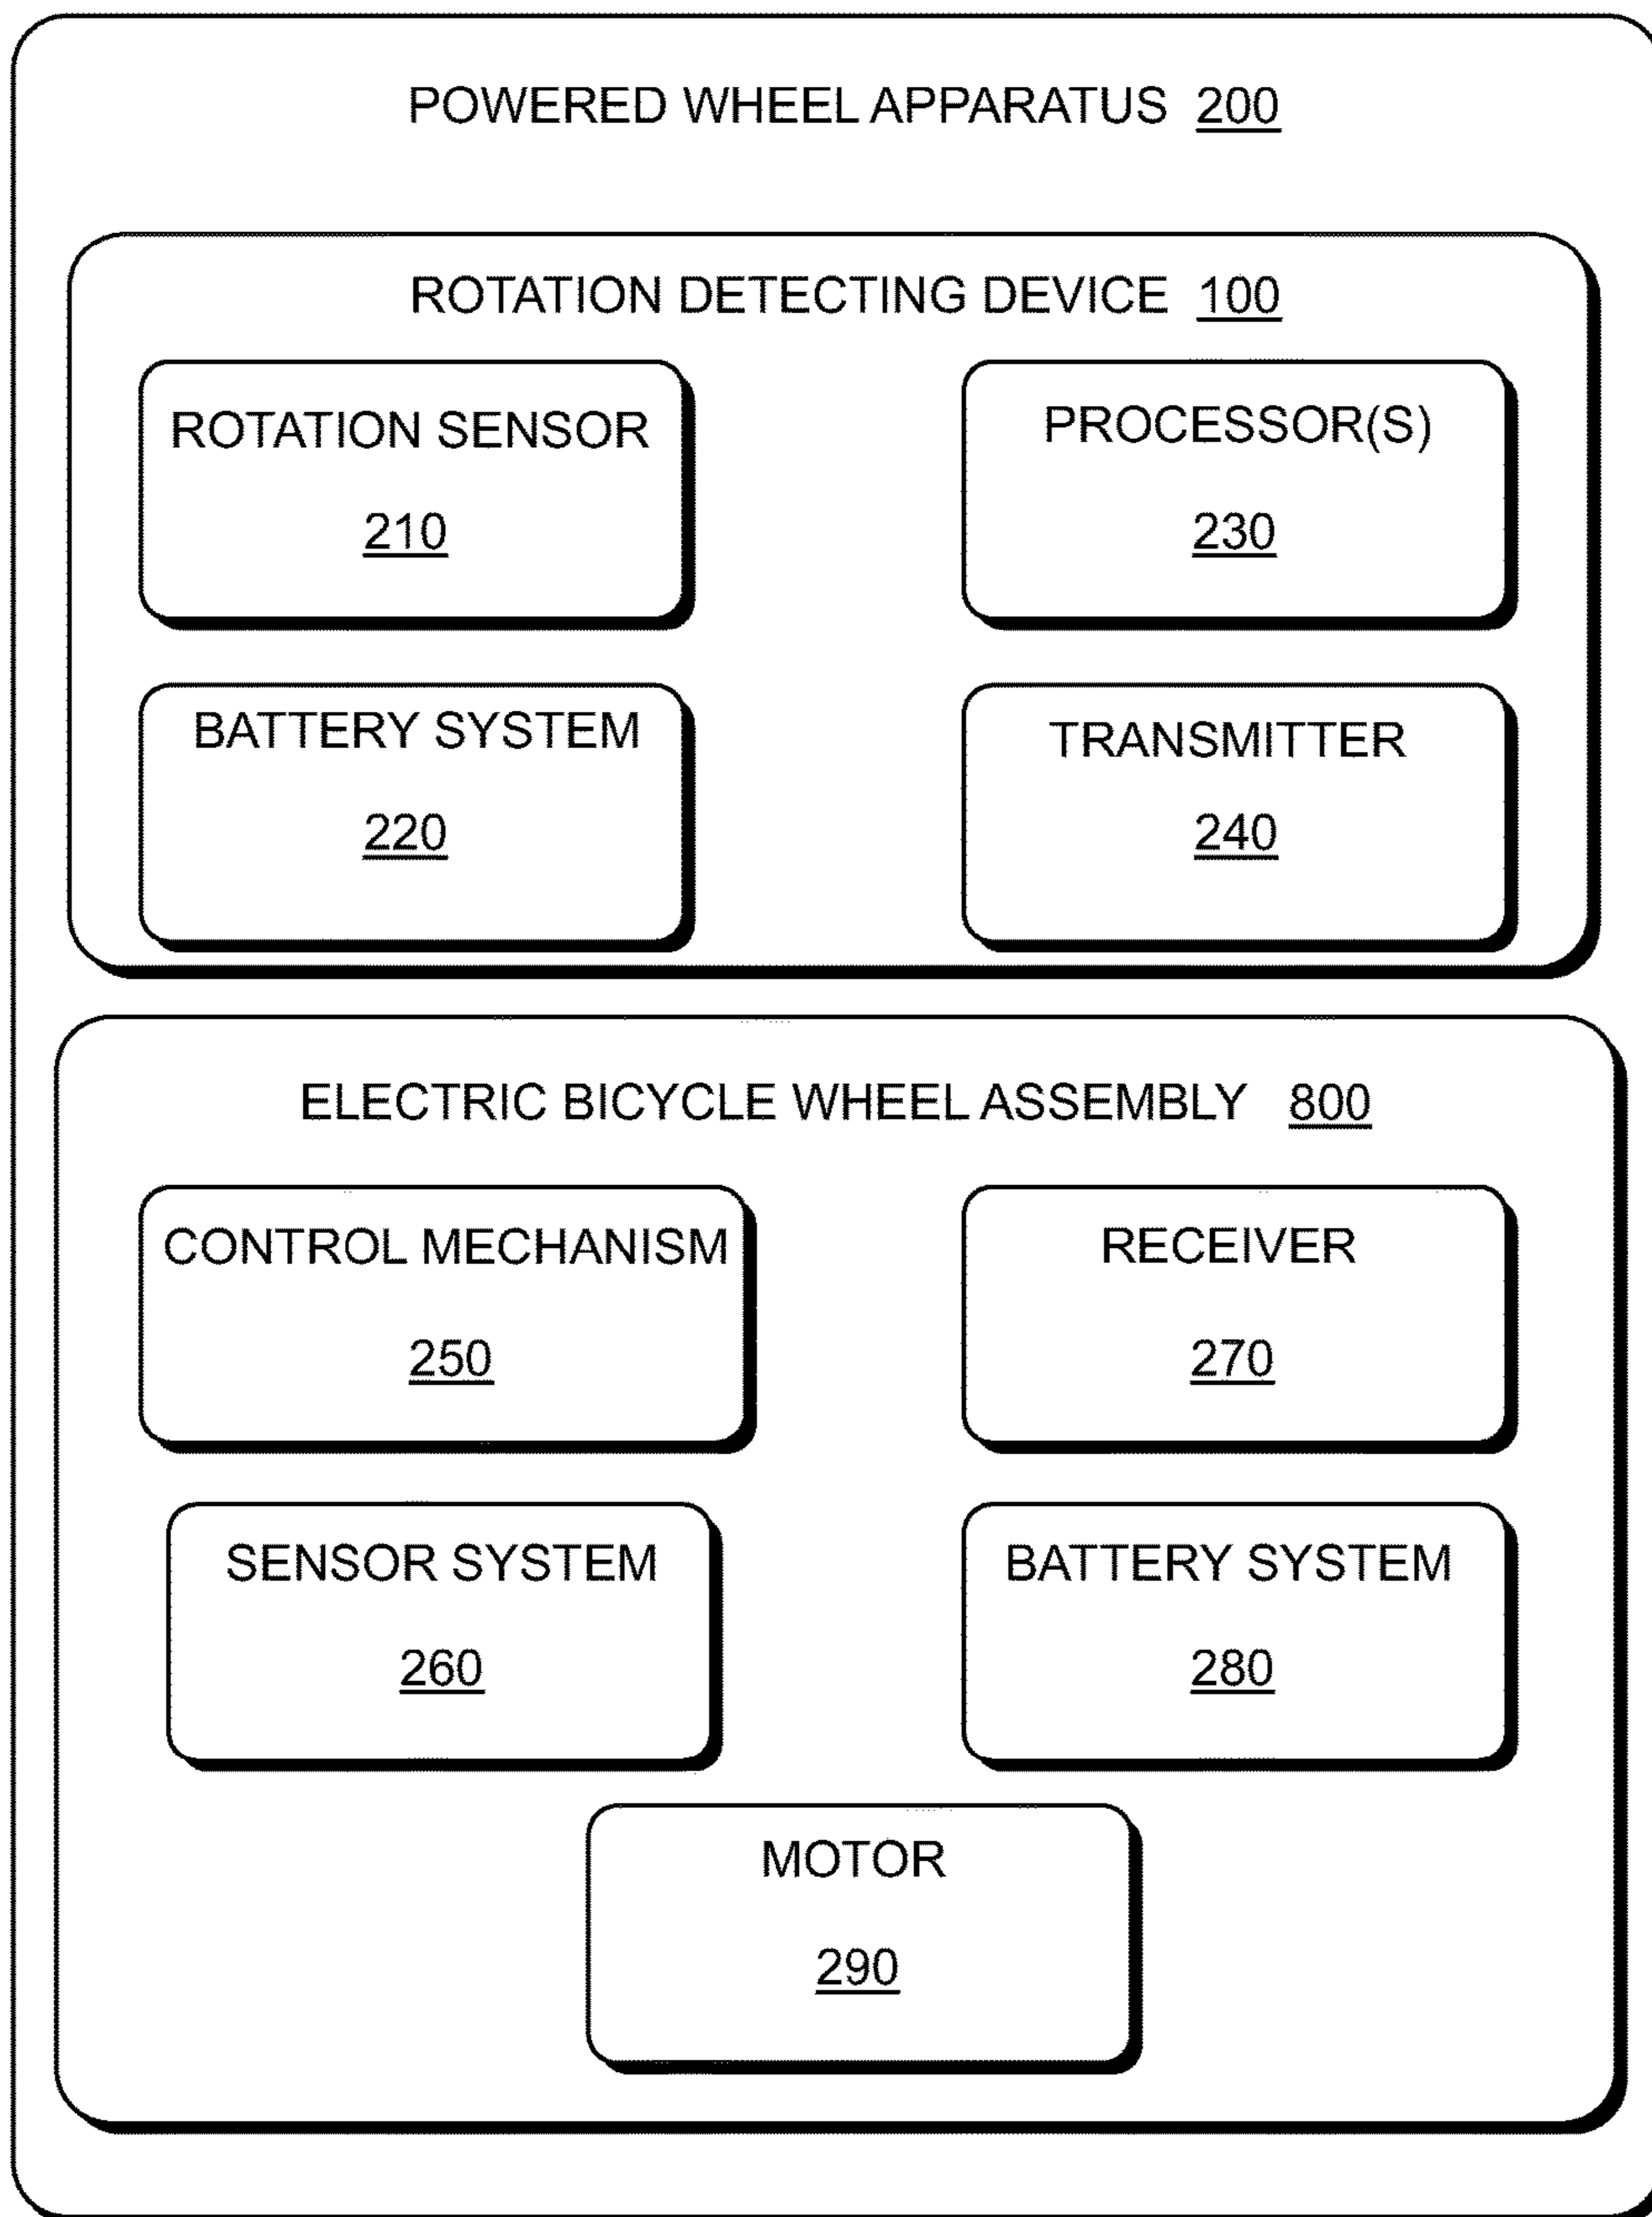 POWERED WHEEL APPARATUS 200
ROTATION DETECTING DEVICE 100
ROTATION SENSOR
210
PROCESSOR(S)
230
BATTERY SYSTEM
220
TRANSMITTER
240
ELECTRIC BICYCLE WHEEL ASSEMBLY 800
CONTROL MECHANISM
250
RECEIVER
270
SENSOR SYSTEM
260
BATTERY SYSTEM
280
MOTOR
290